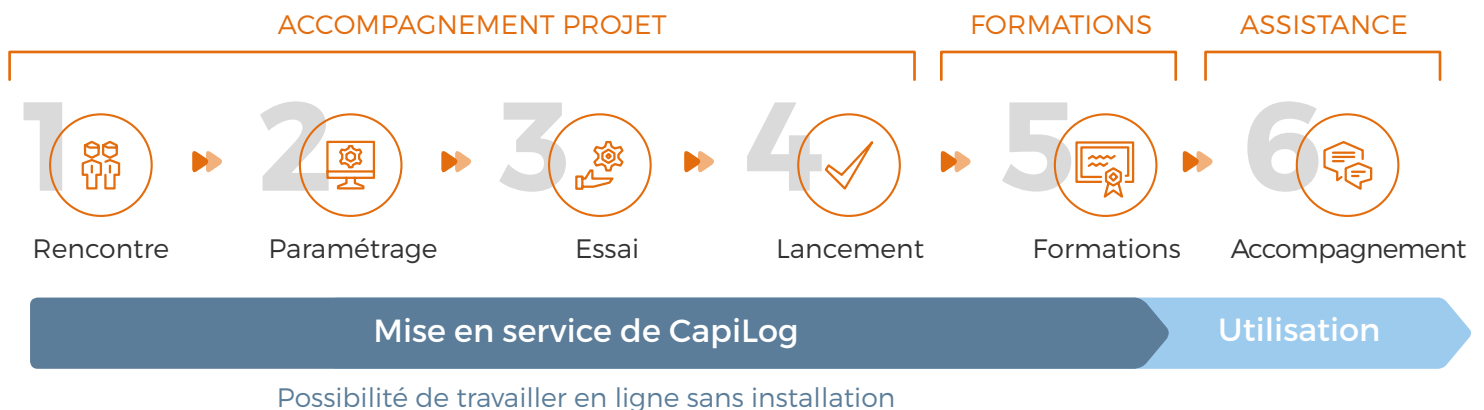 ACCOMPAGNEMENT PROJET
FORMATIONS
ASSISTANCE
1
2
3
4
5
6
Rencontre
Paramétrage
Essai
Lancement
Formations
Accompagnement
Mise en service de CapiLog
Utilisation
Possibilité de travailler en ligne sans installation